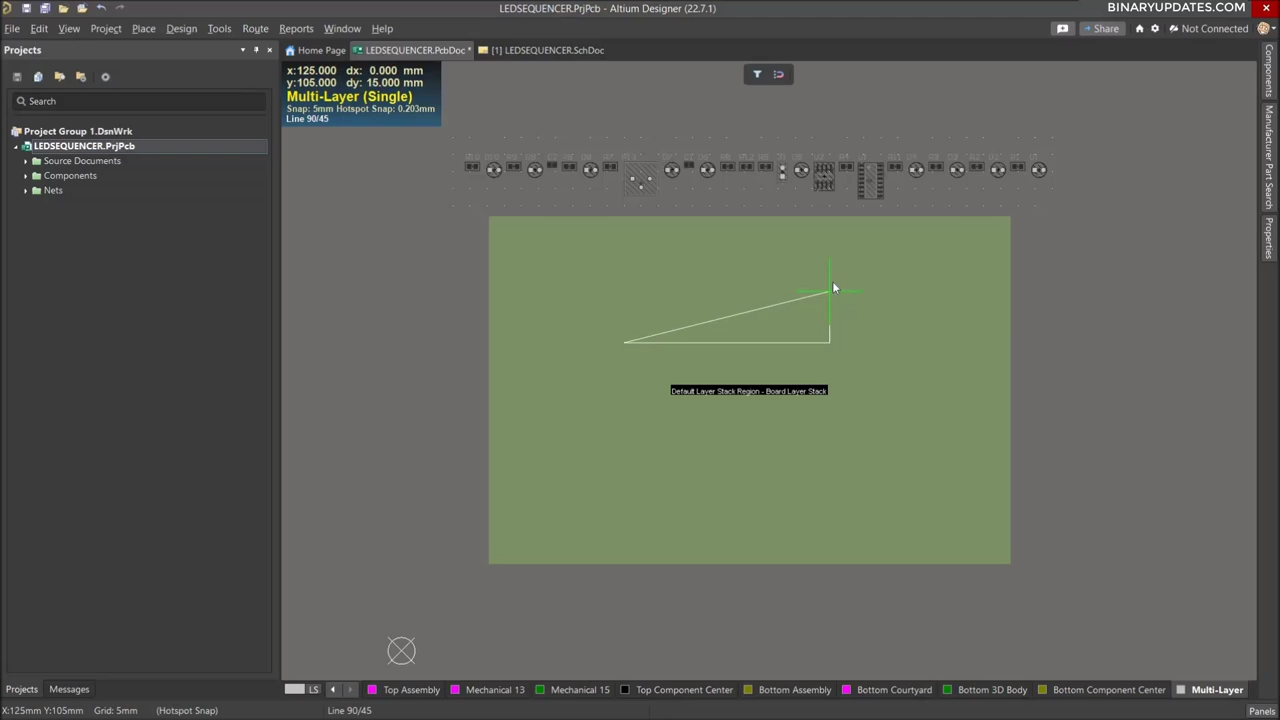 LEDSEQUENCER.PrjPcb - Altium Designer (22.7.1)
BINARYUPDATES.COM
File Edit View Project Place Design Tools Route Reports Window Help
Share
Not Connected
Projects
Home Page
LEDSEQUENCER.PcbDoc *
[1] LEDSEQUENCER.SchDoc
x:125.000 dx: 0.000 mm
y:105.000 dy: 15.000 mm
Multi-Layer (Single)
Snap: 5mm Hotspot Snap: 0.203mm
Line 90/45
Search
Project Group 1.DsnWrk
LEDSEQUENCER.PrjPcb
Source Documents
Components
Nets
Components
Manufacturer Part Search
Properties
Default Layer Stack Region - Board Layer Stack
Projects Messages
LS Top Assembly Mechanical 13 Mechanical 15 Top Component Center Bottom Assembly Bottom Courtyard Bottom 3D Body Bottom Component Center Multi-Layer
X:125mm Y:105mm Grid: 5mm (Hotspot Snap) Line 90/45 Panels